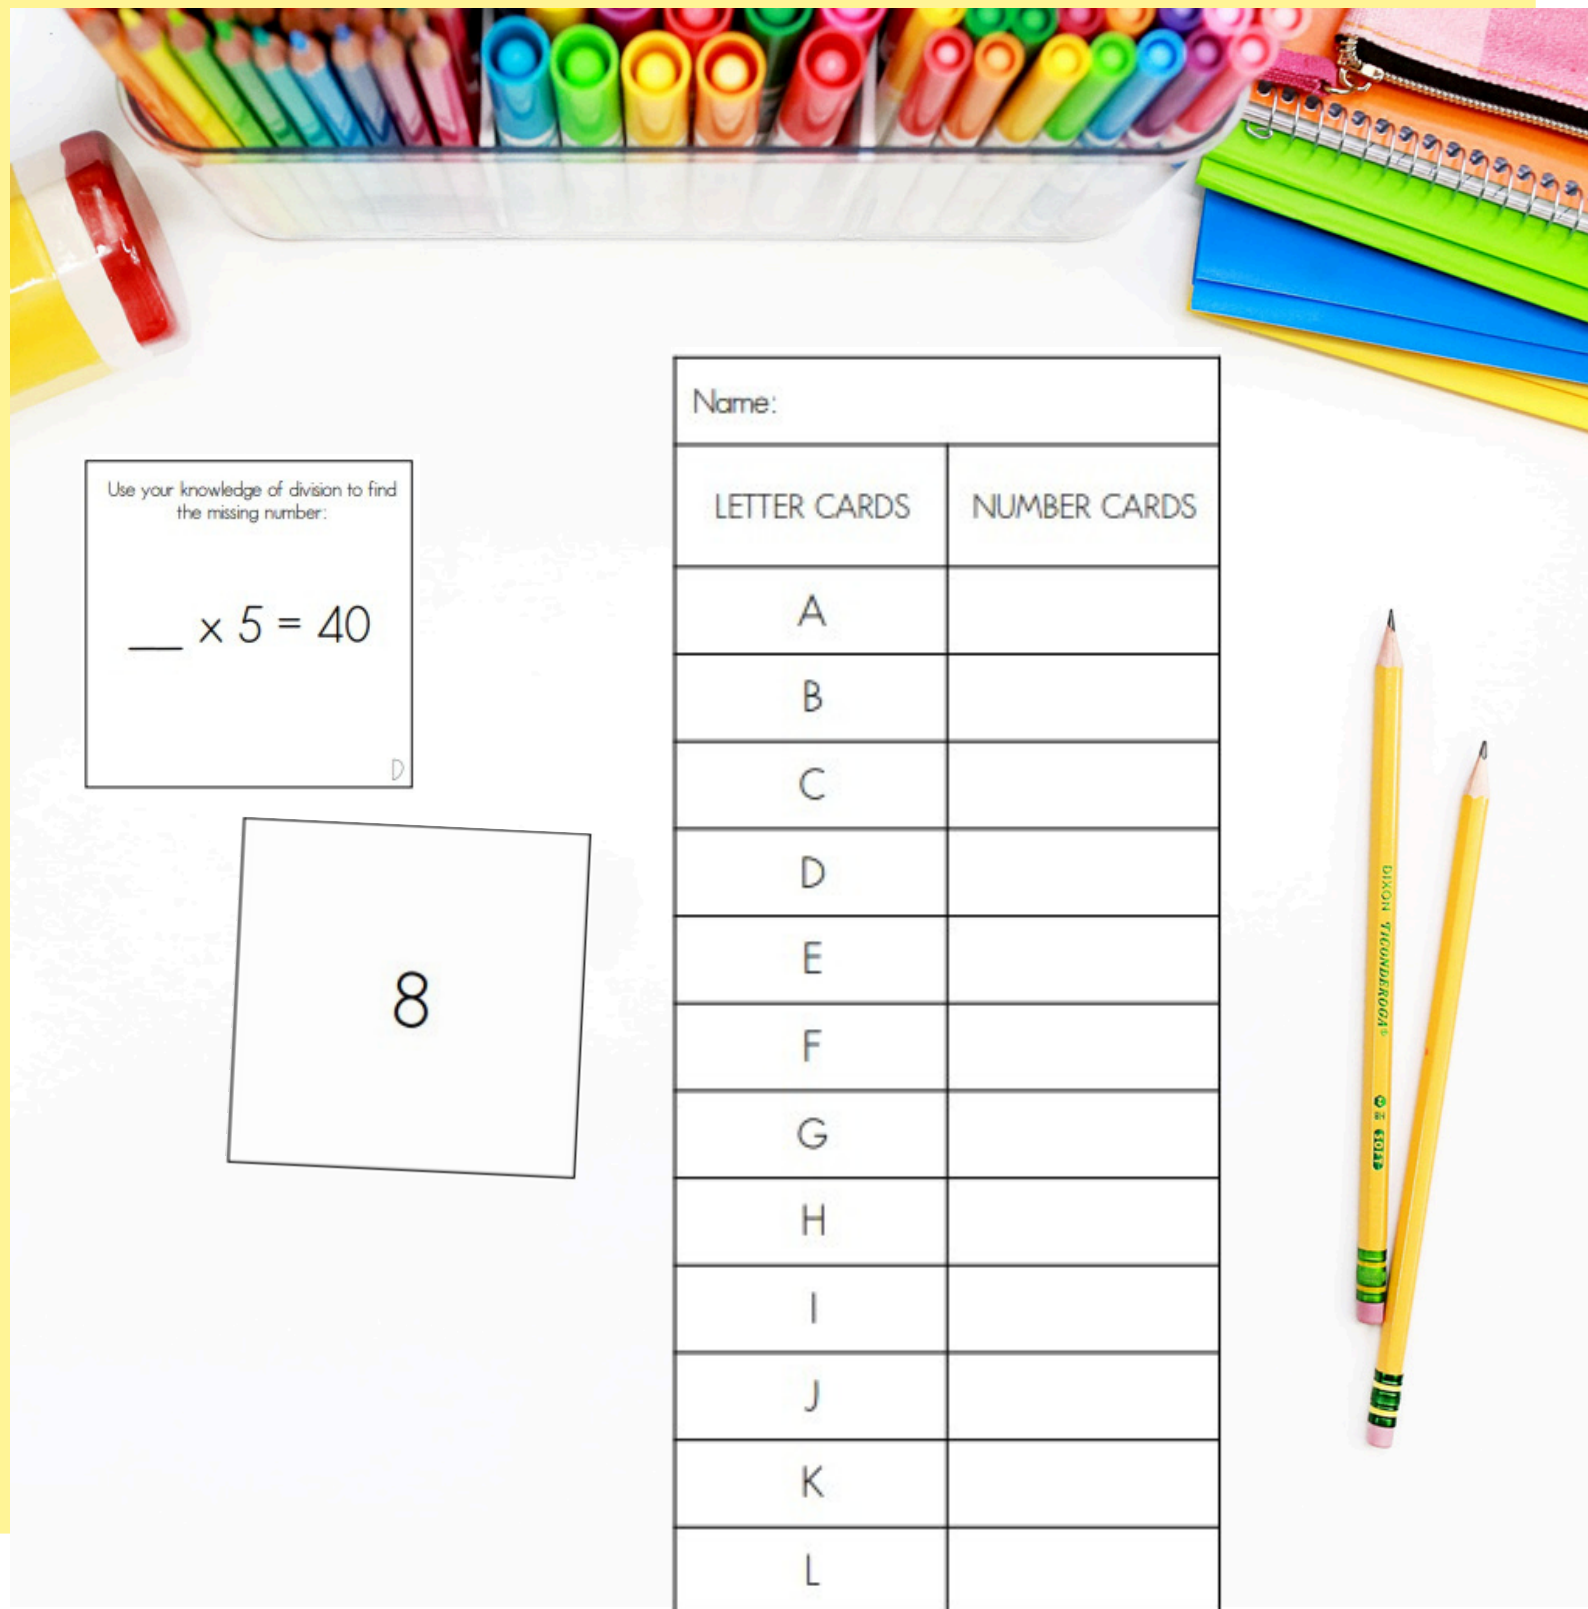 Use your knowledge of division to find
the missing number:
__ x 5 = 40
D
8
Name:
LETTER CARDS NUMBER CARDS
A
B
C
D
E
F
G
H
I
J
K
L
DIXON TICONDEROGA
SOFT